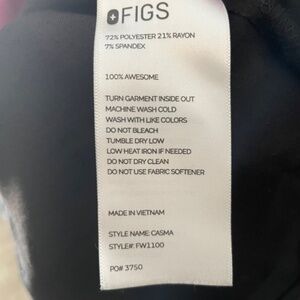 FIGS
72% POLYESTER 21% RAYON
7% SPANDEX
100% AWESOME
TURN GARMENT INSIDE OUT
MACHINE WASH COLD
WASH WITH LIKE COLORS
DO NOT BLEACH
TUMBLE DRY LOW
LOW HEAT IRON IF NEEDED
DO NOT DRY CLEAN
DO NOT USE FABRIC SOFTENER
MADE IN VIETNAM
STYLE NAME: CASMA
STYLE#: FW1100
PO# 3750